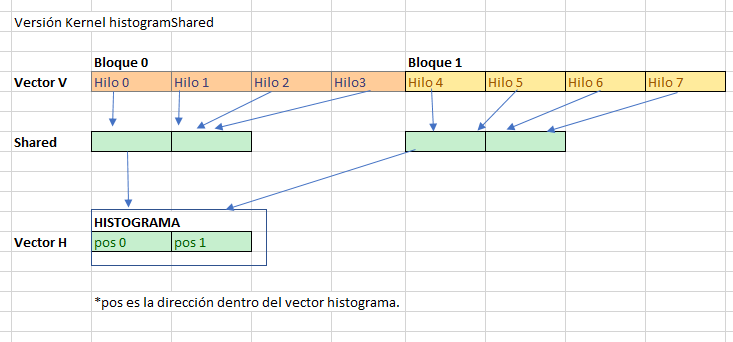 Versión Kernel histogramShared
Bloque 0 Bloque 1
Vector V Hilo 0 Hilo 1 Hilo 2 Hilo3 Hilo 4 Hilo 5 Hilo 6 Hilo 7
Shared
HISTOGRAMA
Vector H pos 0 pos 1
*pos es la dirección dentro del vector histograma.